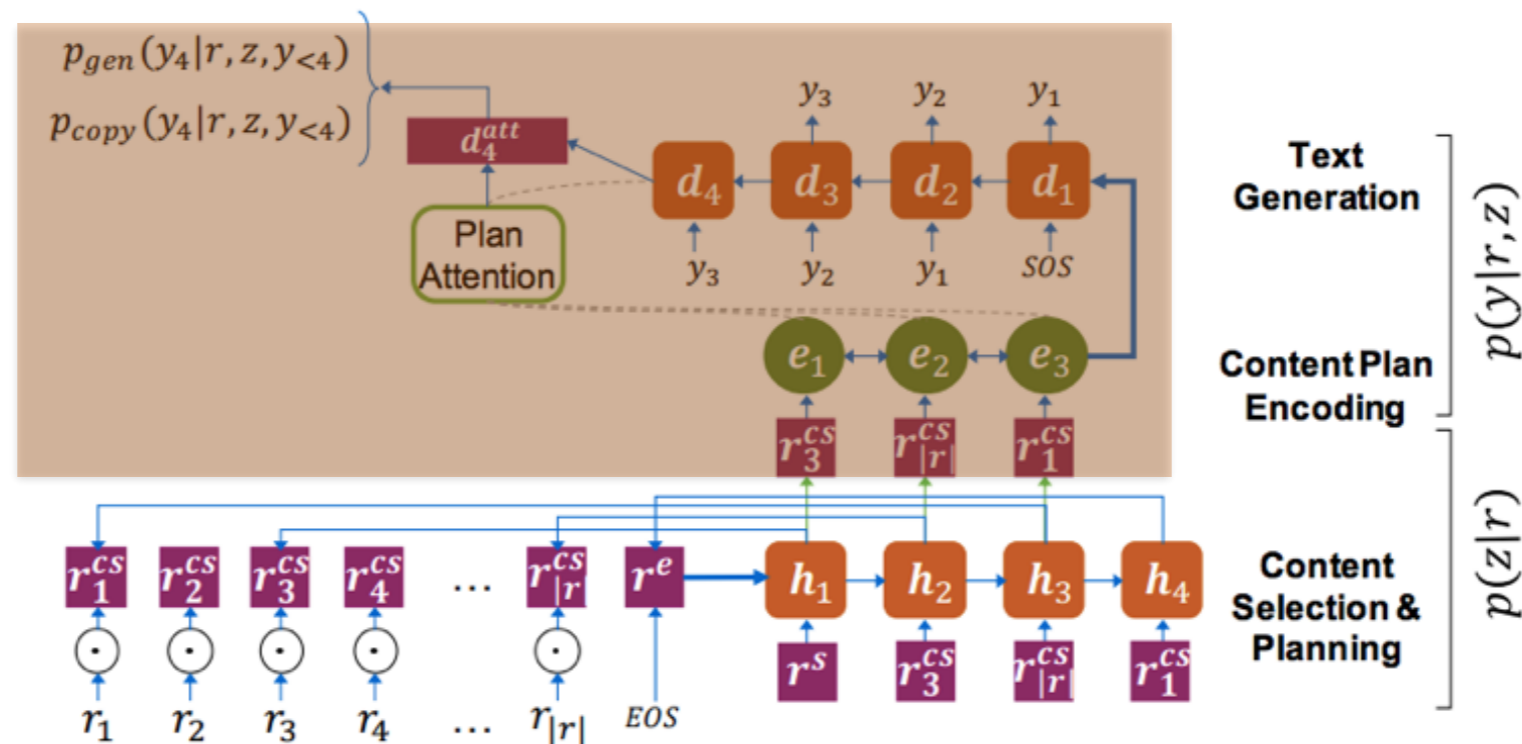 p_gen(y_4|r, z, y_{<4})
p_copy(y_4|r, z, y_{<4})
d_4^{att}
y_3 y_2 y_1
d_4 d_3 d_2 d_1
y_3 y_2 y_1 SOS
Plan
Attention
Text
Generation
p(y|r, z)
e_1 e_2 e_3
Content Plan
Encoding
r_3^{cs} r_{|r|}^{cs} r_1^{cs}
r_1^{cs} r_2^{cs} r_3^{cs} r_4^{cs} ... r_{|r|}^{cs} r^e
h_1 h_2 h_3 h_4
r^s r_3^{cs} r_{|r|}^{cs} r_1^{cs}
r_1 r_2 r_3 r_4 ... r_{|r|} EOS
Content
Selection &
Planning
p(z|r)